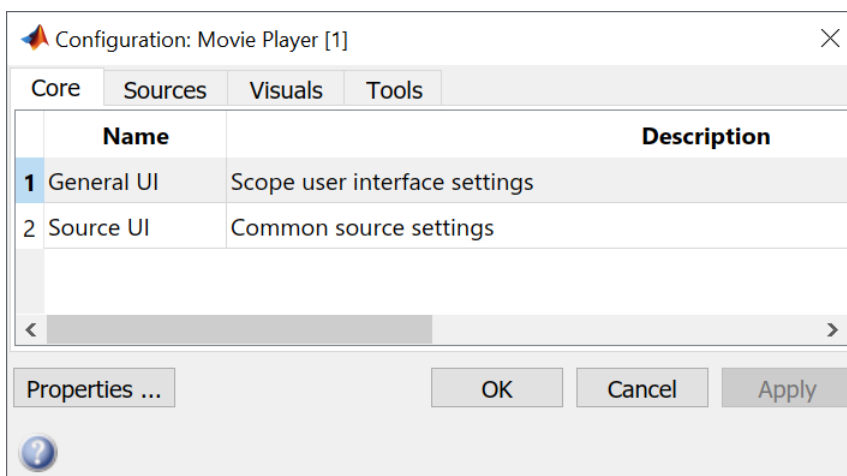 Configuration: Movie Player [1]
Core Sources Visuals Tools
Name Description
1 General UI Scope user interface settings
2 Source UI Common source settings
Properties ... OK Cancel Apply
?